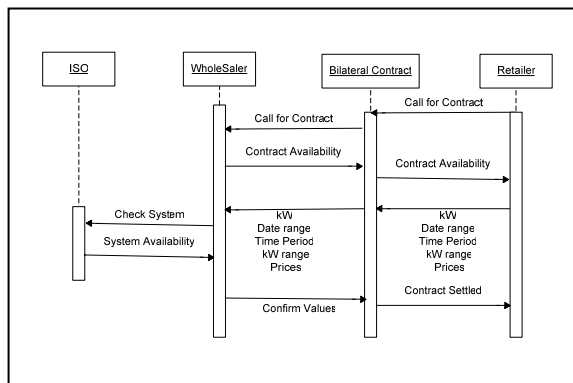 ISO
WholeSaler
Bilateral Contract
Retailer
Call for Contract
Call for Contract
Contract Availability
Contract Availability
Check System
System Availability
kW
Date range
Time Period
kW range
Prices
kW
Date range
Time Period
kW range
Prices
Contract Settled
Confirm Values